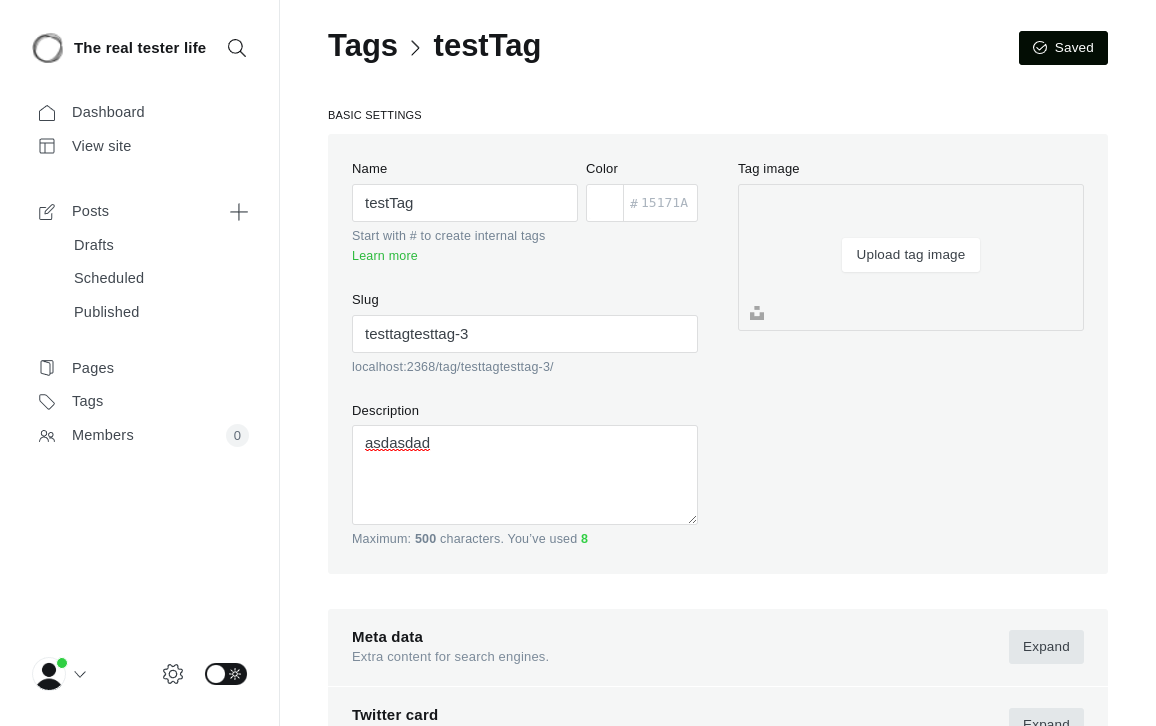 The real tester life
Dashboard
View site
Posts
Drafts
Scheduled
Published
Pages
Tags
Members
0
Tags > testTag
Saved
BASIC SETTINGS
Name
Color
testTag
# 15171A
Start with # to create internal tags
Learn more
Slug
testtagtesttag-3
localhost:2368/tag/testtagtesttag-3/
Description
asdasdad
Maximum: 500 characters. You've used 8
Tag image
Upload tag image
Meta data
Extra content for search engines.
Expand
Twitter card
Expand